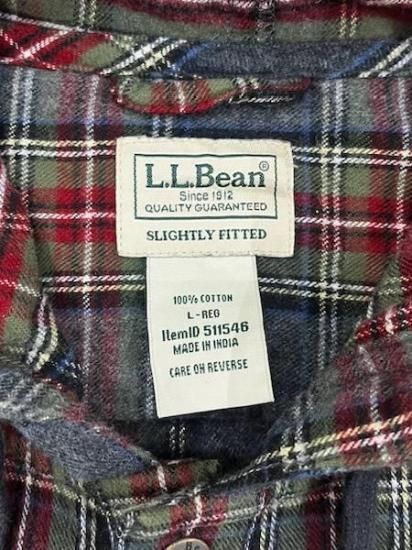 L.L.Bean®
Since 1912
QUALITY GUARANTEED
SLIGHTLY FITTED
100% COTTON
L - REG
ItemID 511546
MADE IN INDIA
CARE ON REVERSE